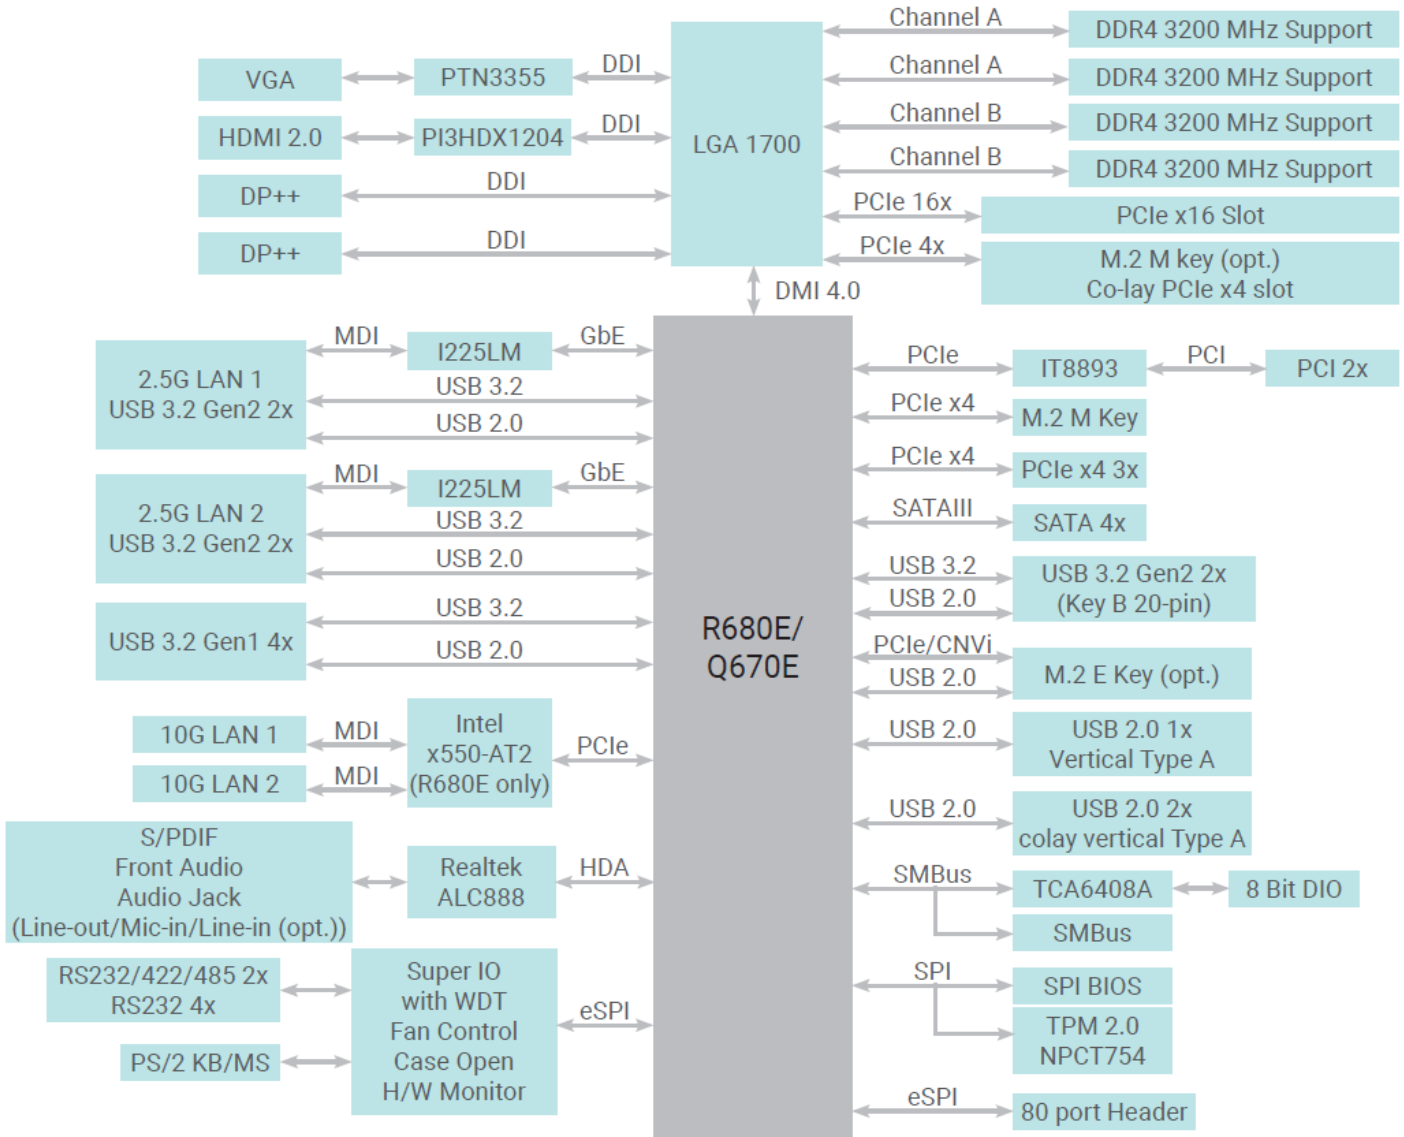 Channel A
DDR4 3200 MHz Support
VGA
PTN3355
DDI
Channel A
DDR4 3200 MHz Support
HDMI 2.0
PI3HDX1204
DDI
LGA 1700
Channel B
DDR4 3200 MHz Support
Channel B
DDR4 3200 MHz Support
DP++
DDI
PCIe 16x
PCIe x16 Slot
DP++
DDI
PCIe 4x
M.2 M key (opt.)
Co-lay PCIe x4 slot
DMI 4.0
2.5G LAN 1
USB 3.2 Gen2 2x
MDI
I225LM
GbE
USB 3.2
USB 2.0
2.5G LAN 2
USB 3.2 Gen2 2x
MDI
I225LM
GbE
USB 3.2
USB 2.0
USB 3.2 Gen1 4x
USB 3.2
USB 2.0
10G LAN 1
MDI
10G LAN 2
MDI
Intel
x550-AT2
(R680E only)
PCIe
S/PDIF
Front Audio
Audio Jack
(Line-out/Mic-in/Line-in (opt.))
Realtek
ALC888
HDA
RS232/422/485 2x
RS232 4x
PS/2 KB/MS
Super IO
with WDT
Fan Control
Case Open
H/W Monitor
eSPI
R680E/
Q670E
PCIe
IT8893
PCI
PCI 2x
PCIe x4
M.2 M Key
PCIe x4
PCIe x4 3x
SATAIII
SATA 4x
USB 3.2
USB 2.0
USB 3.2 Gen2 2x
(Key B 20-pin)
PCIe/CNVi
USB 2.0
M.2 E Key (opt.)
USB 2.0
USB 2.0 1x
Vertical Type A
USB 2.0
USB 2.0 2x
colay vertical Type A
SMBus
TCA6408A
8 Bit DIO
SMBus
SPI
SPI BIOS
TPM 2.0
NPCT754
eSPI
80 port Header